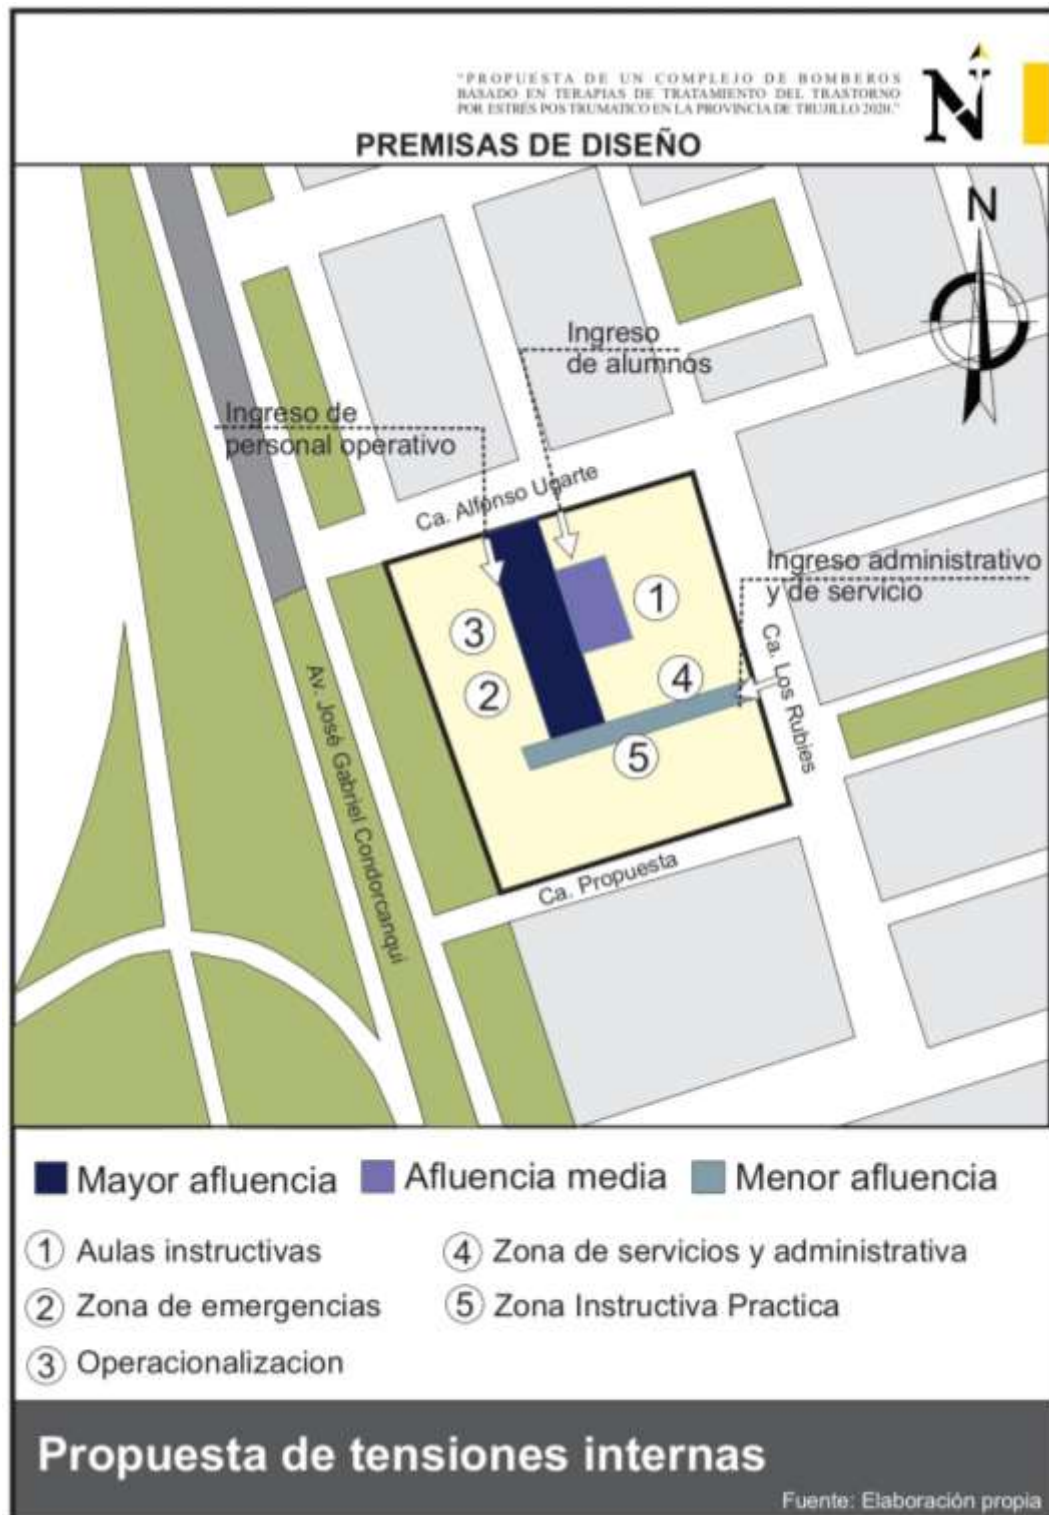 "PROPUESTA DE UN COMPLEJO DE BOMBEROS
BASADO EN TERAPIAS DE TRATAMIENTO DEL TRASTORNO
POR ESTRÉS POS TRUMATICO EN LA PROVINCIA DE TRUJILLO 2020."
N
PREMISAS DE DISEÑO
N
Ingreso
de alumnos
Ingreso de
personal operativo
Ca. Alfonso Ugarte
Ingreso administrativo
y de servicio
1
3
2
4
5
Ca. Los Rubies
Av. José Gabriel Condorcanqui
Ca. Propuesta
Mayor afluencia
Afluencia media
Menor afluencia
1 Aulas instructivas
4 Zona de servicios y administrativa
2 Zona de emergencias
5 Zona Instructiva Practica
3 Operacionalizacion
Propuesta de tensiones internas
Fuente: Elaboración propia